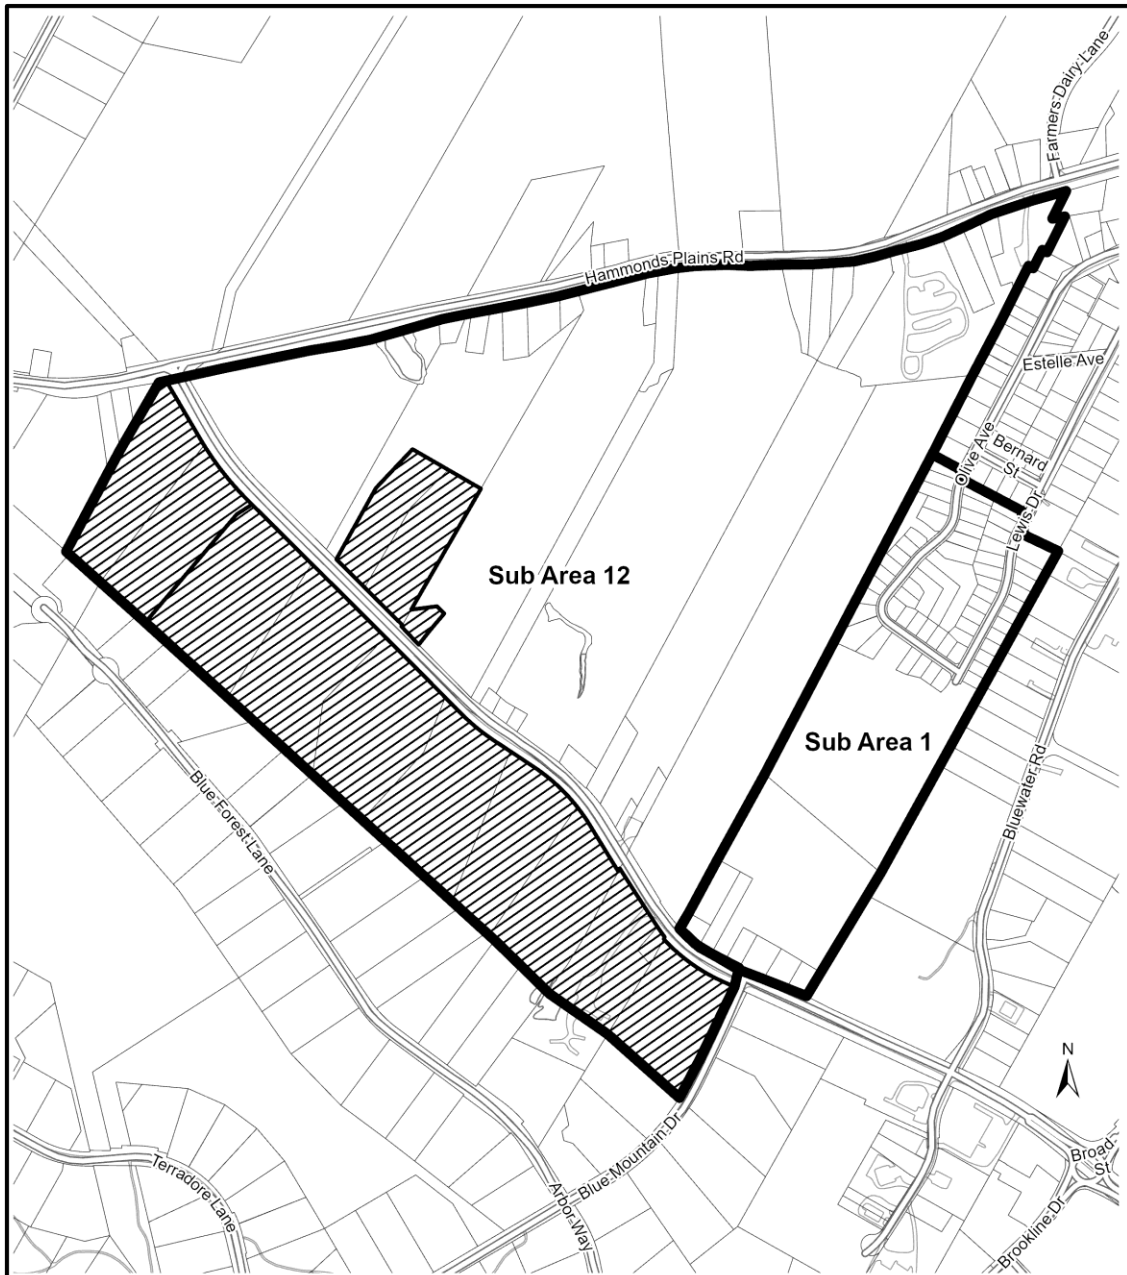 Farmers Dairy Lane
Hammonds Plains Rd
Estelle Ave
Olive Ave
Bernard
St
Lewis Dr
Sub Area 12
Sub Area 1
Bluewater Rd
Blue Forest Lane
N
Blue Mountain Dr
Broad
St
Terradore Lane
Arbor Way
Brookline Dr